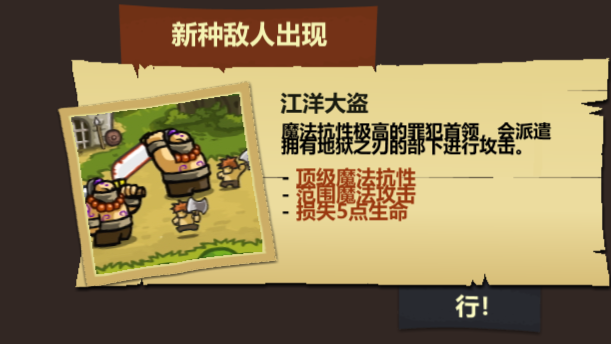 新种敌人出现
江洋大盗
魔法抗性极高的罪犯首领。会派遣
拥有地狱之刃的部下进行攻击。
- 顶级魔法抗性
- 范围魔法攻击
- 损失5点生命
行!